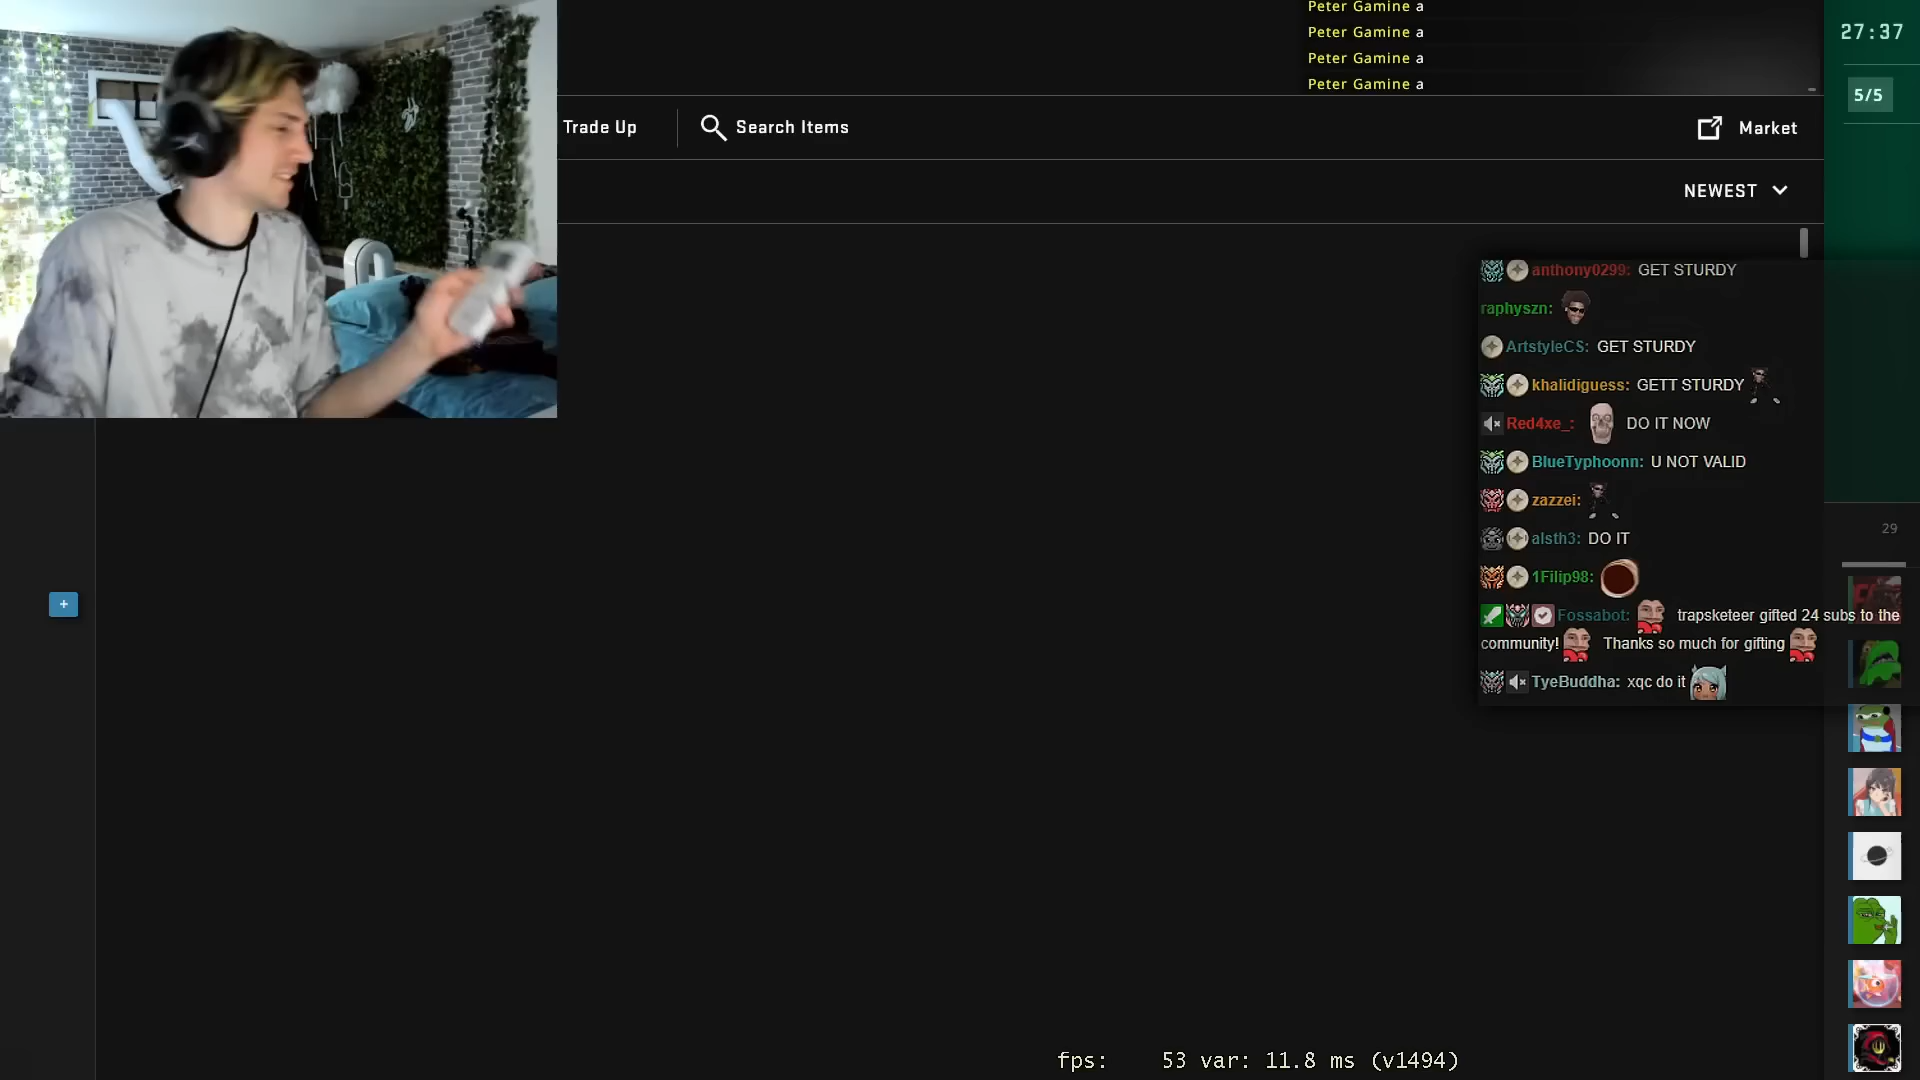 Peter Gamine a
Peter Gamine a
Peter Gamine a
Peter Gamine a
27:37
5/5
Trade Up
Search Items
Market
NEWEST
anthony0299: GET STURDY
raphyszn:
ArtstyleCS: GET STURDY
khalidiguess: GETT STURDY
Red4xe_: DO IT NOW
BlueTyphoonn: U NOT VALID
zazzei:
alsth3: DO IT
1Filip98:
Fossabot: trapsketeer gifted 24 subs to the
community! Thanks so much for gifting
TyeBuddha: xqc do it
29
+
fps: 53 var: 11.8 ms (v1494)